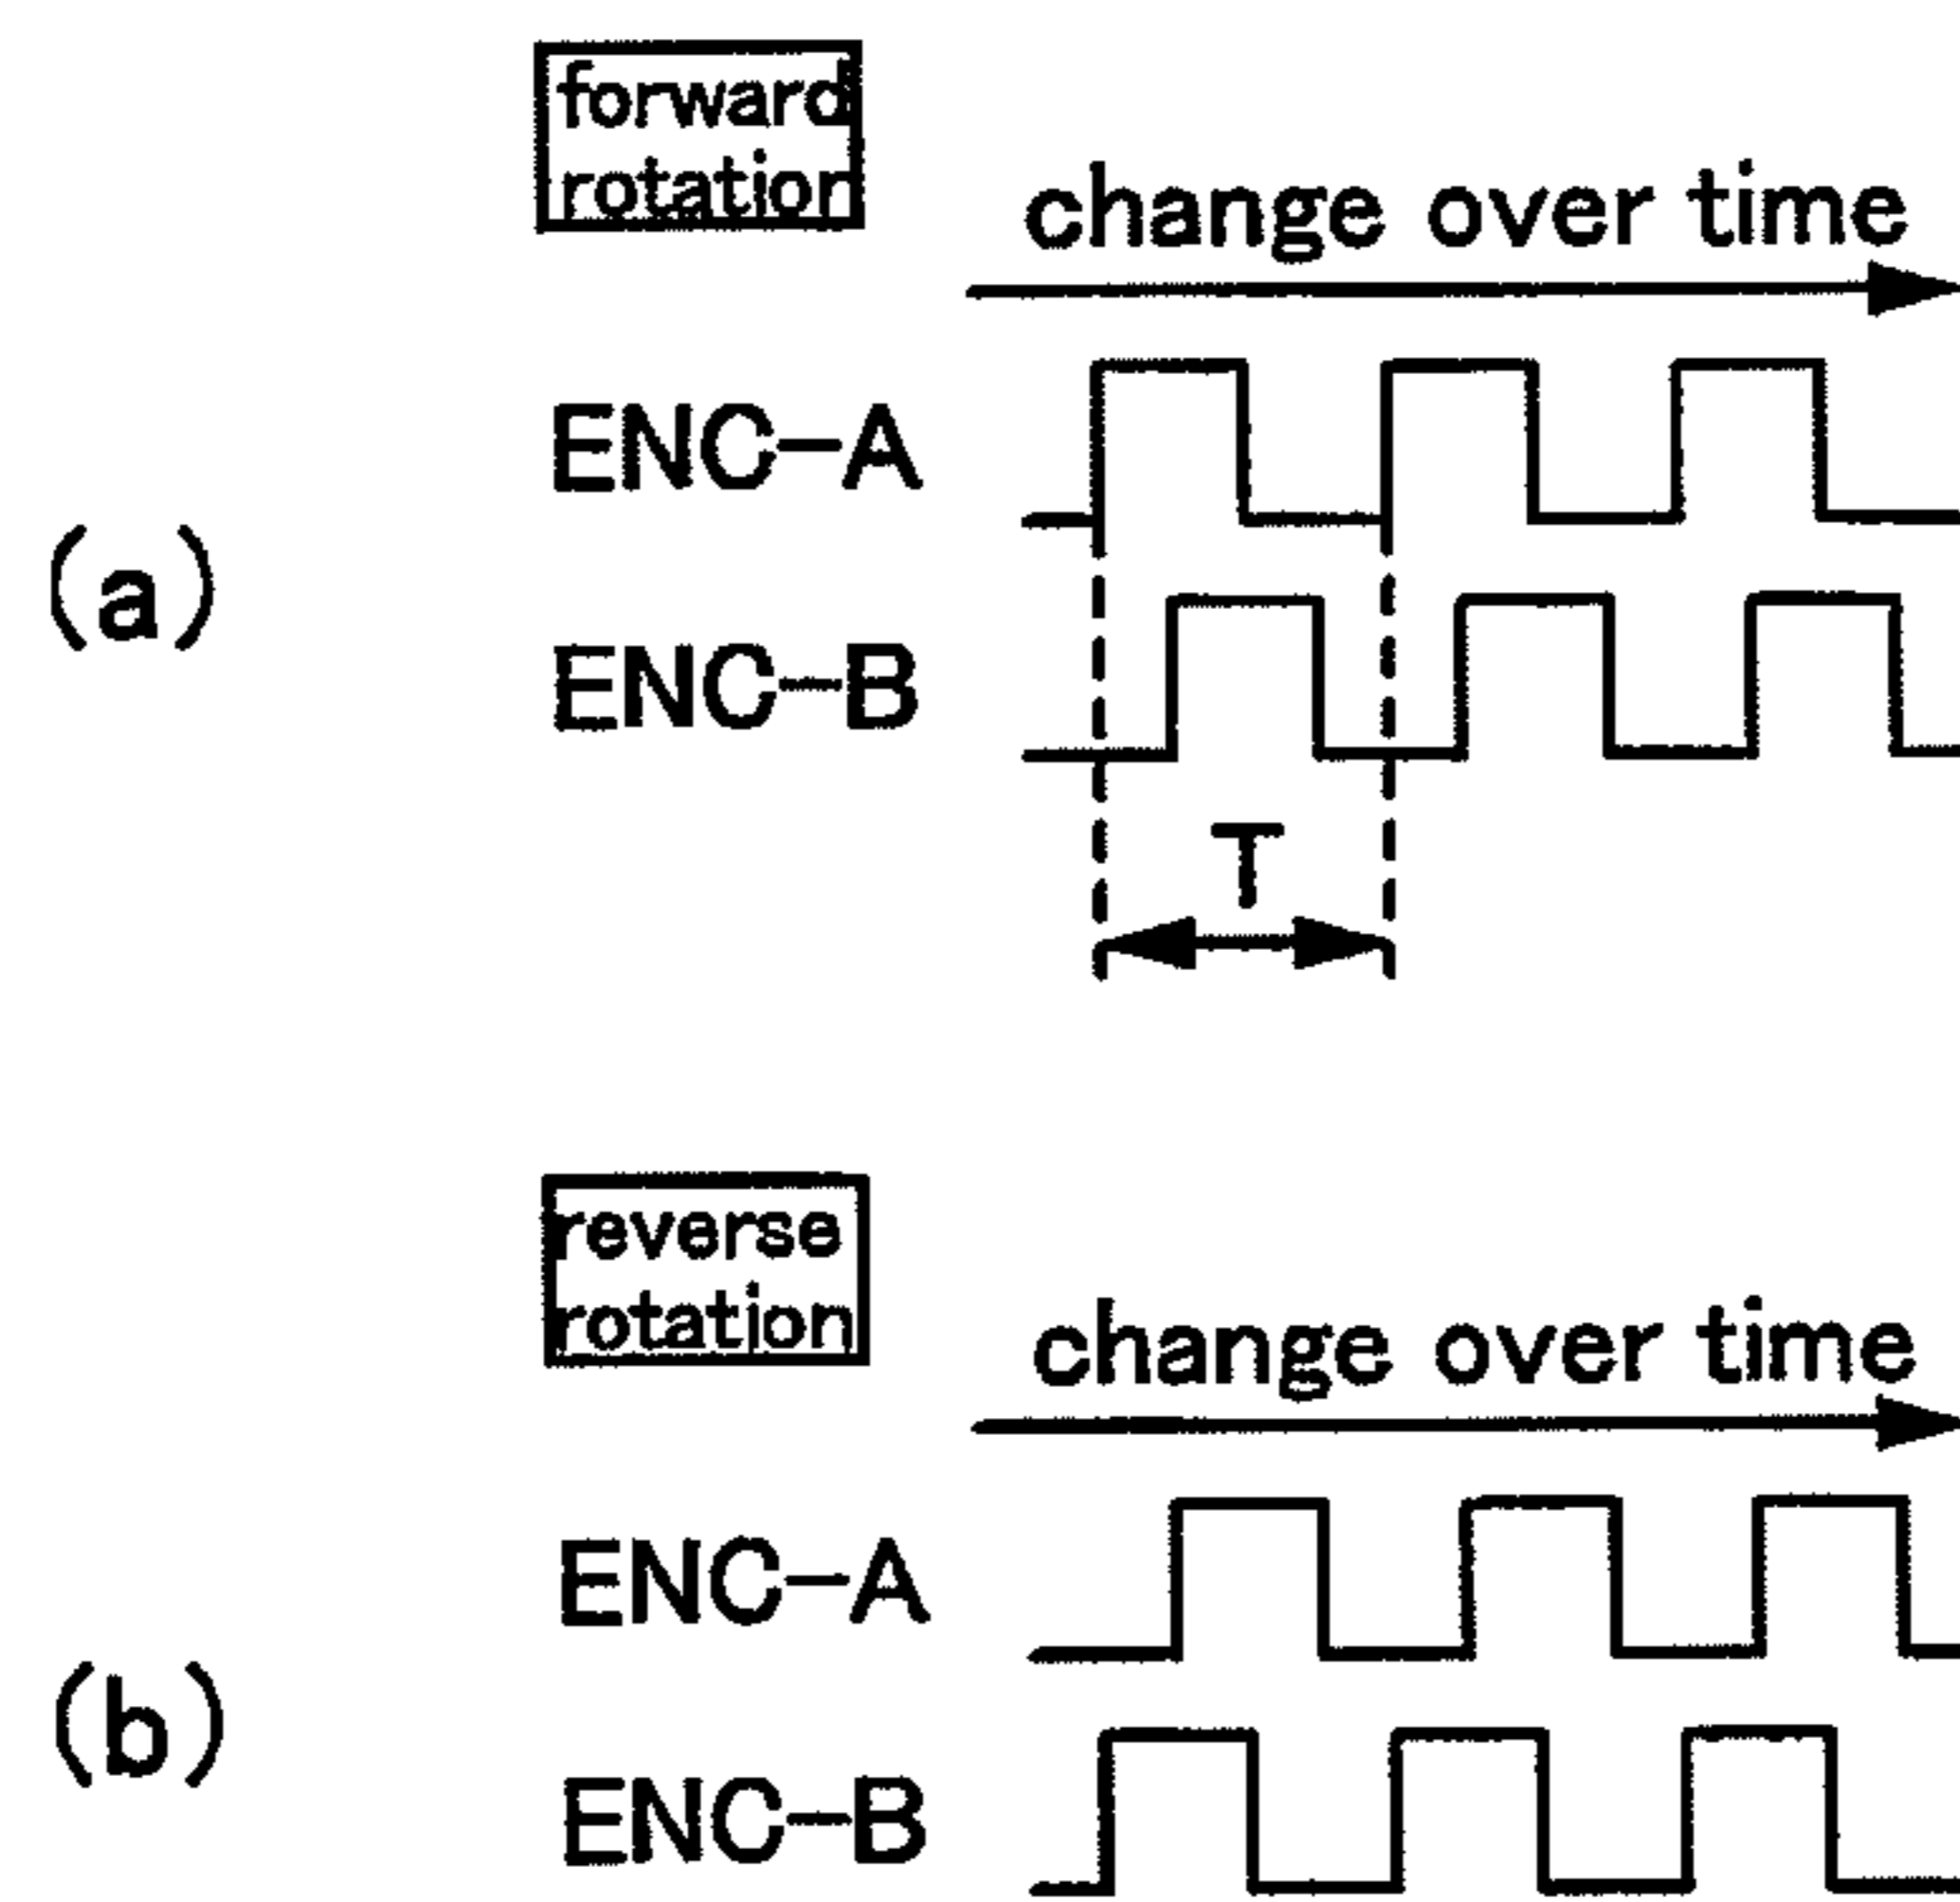 forward
rotation
change over time
ENC-A
(a)
ENC-B
T
reverse
rotation
change over time
ENC-A
(b)
ENC-B